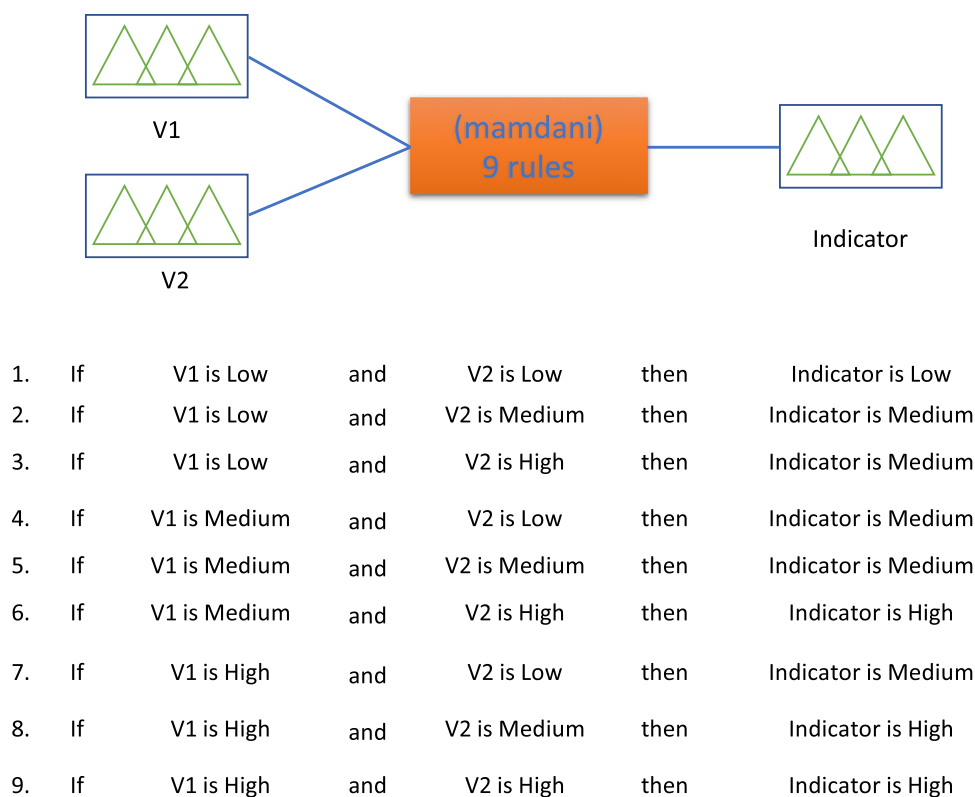 V1
V2
(mamdani)
9 rules
Indicator
1. If V1 is Low and V2 is Low then Indicator is Low
2. If V1 is Low and V2 is Medium then Indicator is Medium
3. If V1 is Low and V2 is High then Indicator is Medium
4. If V1 is Medium and V2 is Low then Indicator is Medium
5. If V1 is Medium and V2 is Medium then Indicator is Medium
6. If V1 is Medium and V2 is High then Indicator is High
7. If V1 is High and V2 is Low then Indicator is Medium
8. If V1 is High and V2 is Medium then Indicator is High
9. If V1 is High and V2 is High then Indicator is High